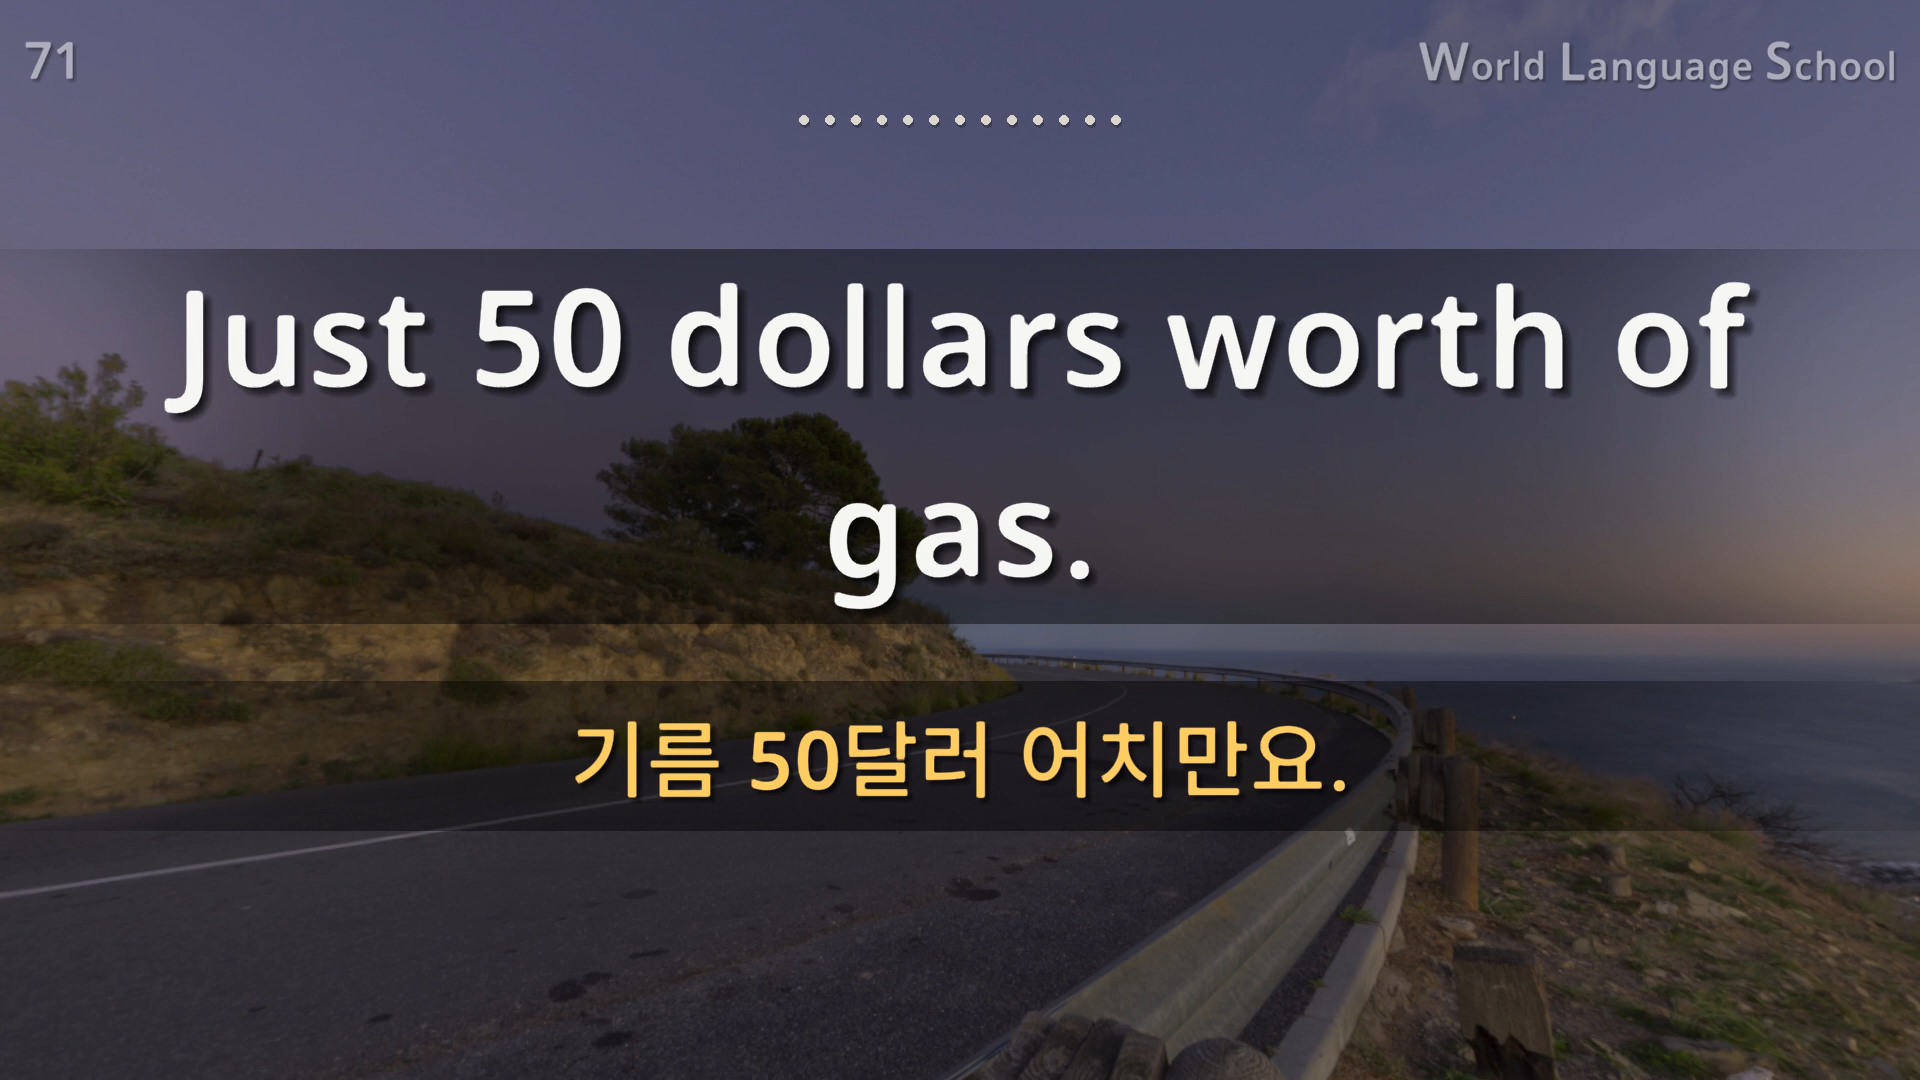 71
World Language School
Just 50 dollars worth of
gas.
기름 50달러 어치만요.